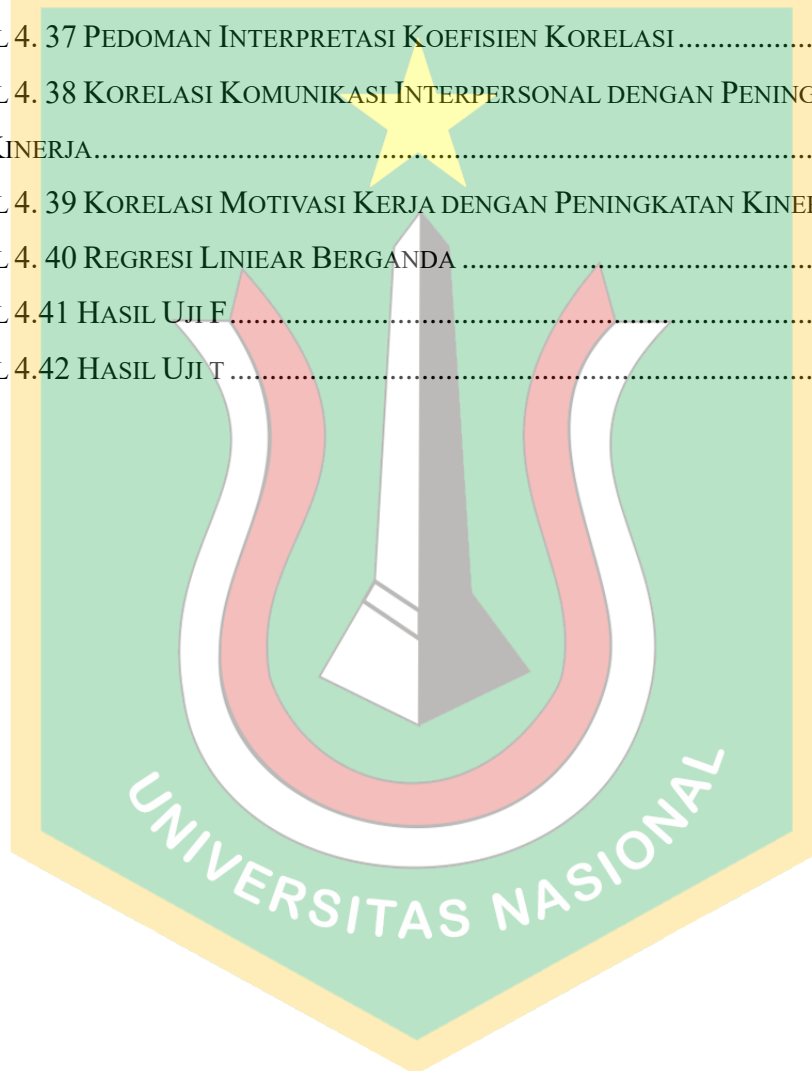 L 4. 37 PEDOMAN INTERPRETASI KOEFISIEN KORELASI..................
L 4. 38 KORELASI KOMUNIKASI INTERPERSONAL DENGAN PENING
KINERJA...........................................................................................
L 4. 39 KORELASI MOTIVASI KERJA DENGAN PENINGKATAN KINE
L 4. 40 REGRESI LINIEAR BERGANDA .............................................
L 4.41 HASIL UJI F..........................................................................
L 4.42 HASIL UJI T ..........................................................................
UNIVERSITAS NASIONAL